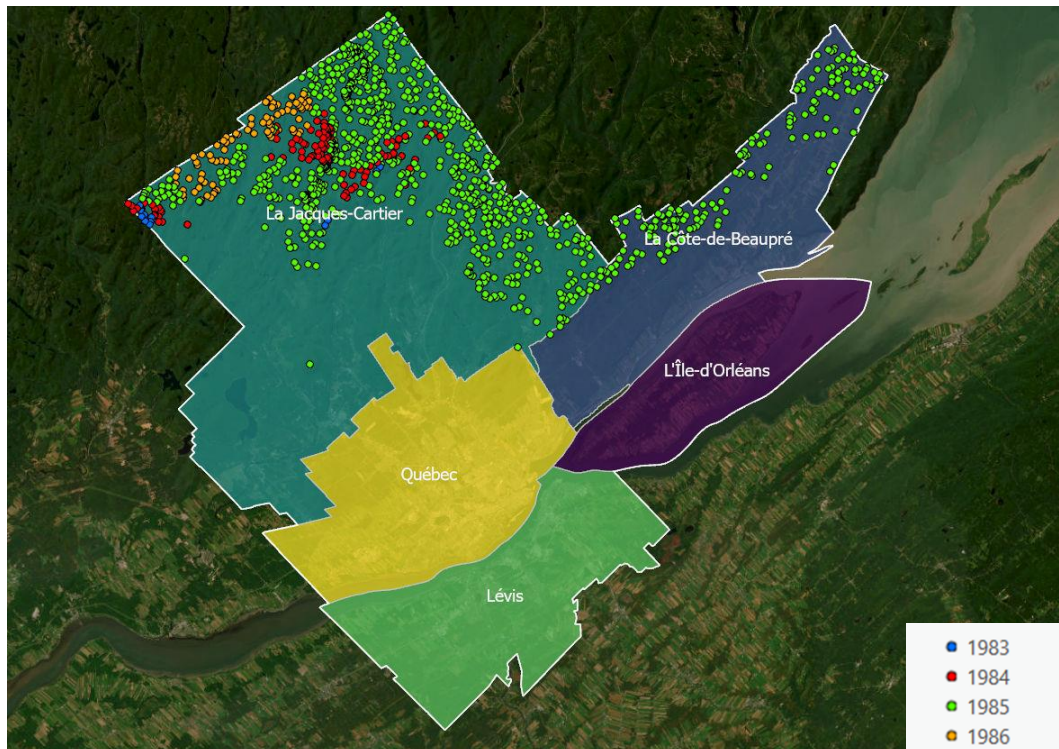 La Jacques-Cartier
La Côte-de-Beaupré
L'Île-d'Orléans
Québec
Lévis
1983
1984
1985
1986